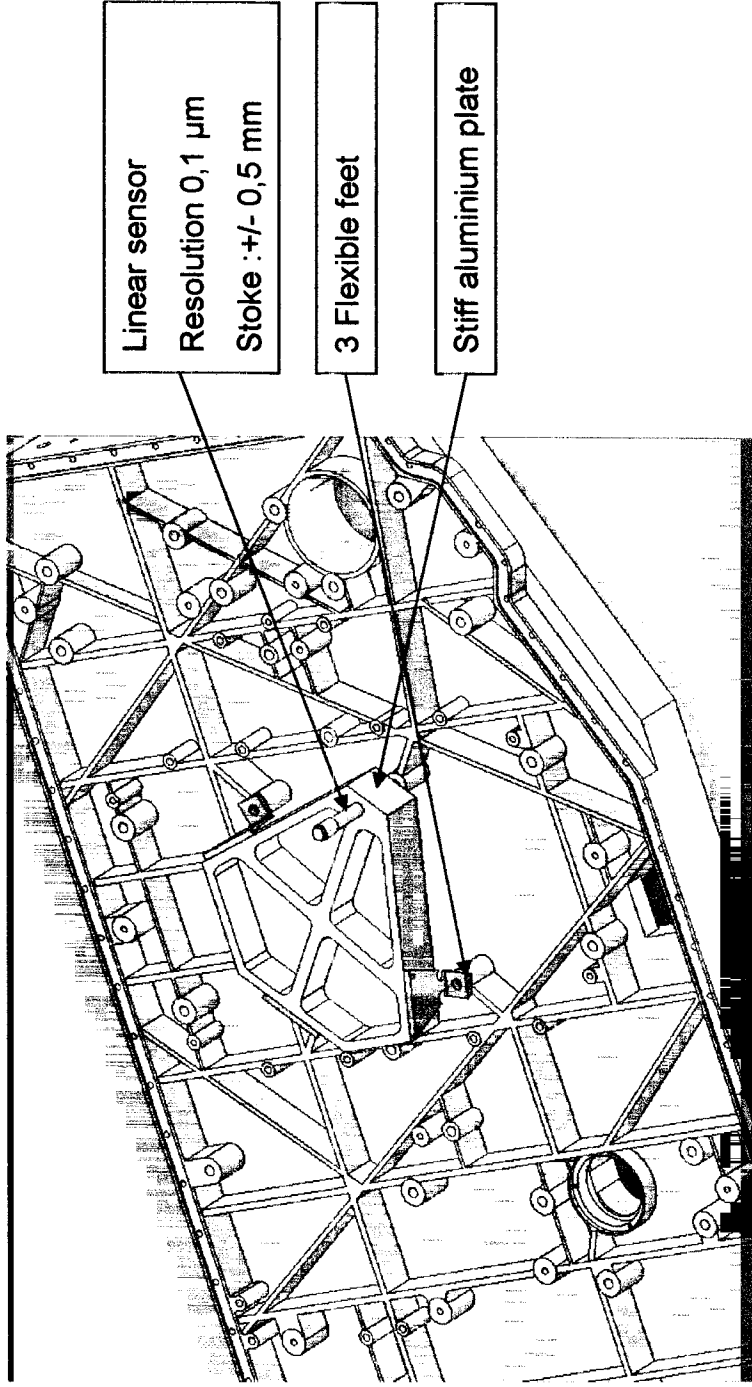 Linear sensor
Resolution 0,1 µm
Stoke :+/- 0,5 mm
3 Flexible feet
Stiff aluminium plate